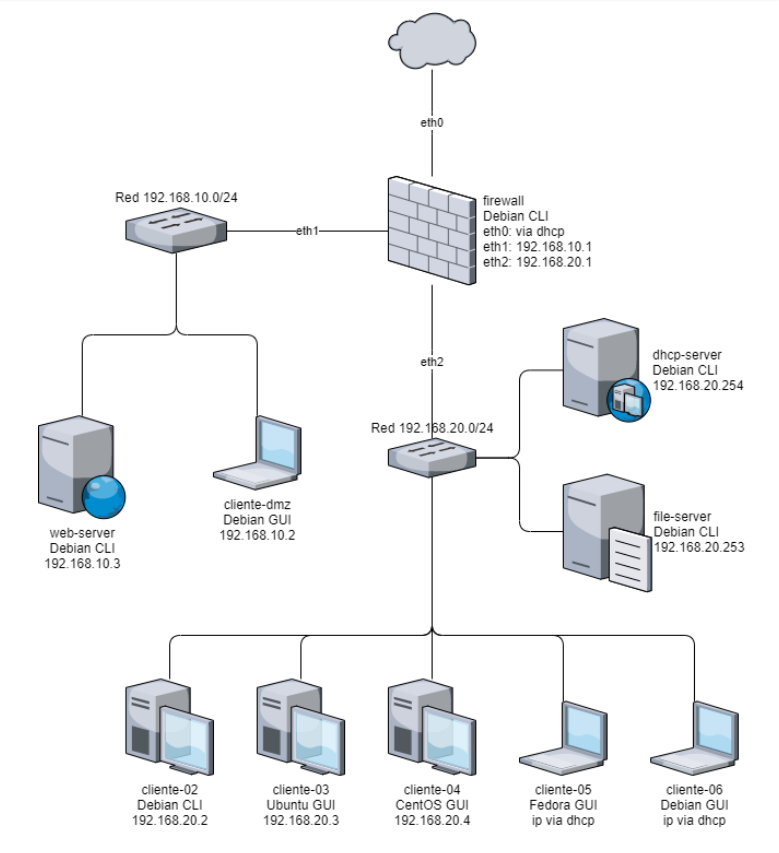 eth0
Red 192.168.10.0/24
eth1
firewall
Debian CLI
eth0: via dhcp
eth1: 192.168.10.1
eth2: 192.168.20.1
eth2
dhcp-server
Debian CLI
192.168.20.254
Red 192.168.20.0/24
web-server
Debian CLI
192.168.10.3
cliente-dmz
Debian GUI
192.168.10.2
file-server
Debian CLI
192.168.20.253
cliente-02
Debian CLI
192.168.20.2
cliente-03
Ubuntu GUI
192.168.20.3
cliente-04
CentOS GUI
192.168.20.4
cliente-05
Fedora GUI
ip via dhcp
cliente-06
Debian GUI
ip via dhcp